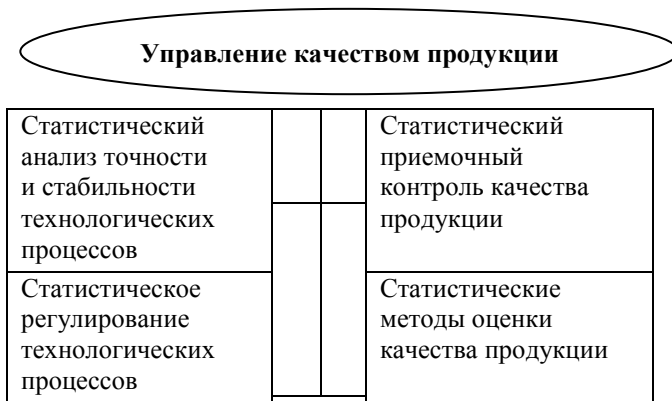 Управление качеством продукции
Статистический
анализ точности
и стабильности
технологических
процессов
Статистический
приемочный
контроль качества
продукции
Статистическое
регулирование
технологических
процессов
Статистические
методы оценки
качества продукции